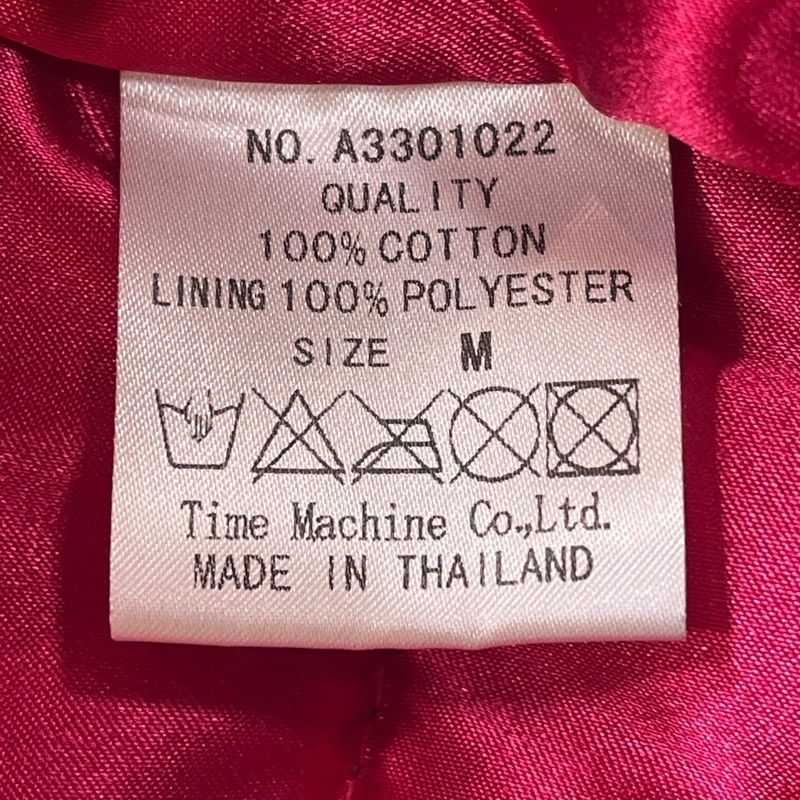 NO. A3301022
QUALITY
100% COTTON
LINING 100% POLYESTER
SIZE M
Time Machine Co.,Ltd.
MADE IN THAILAND